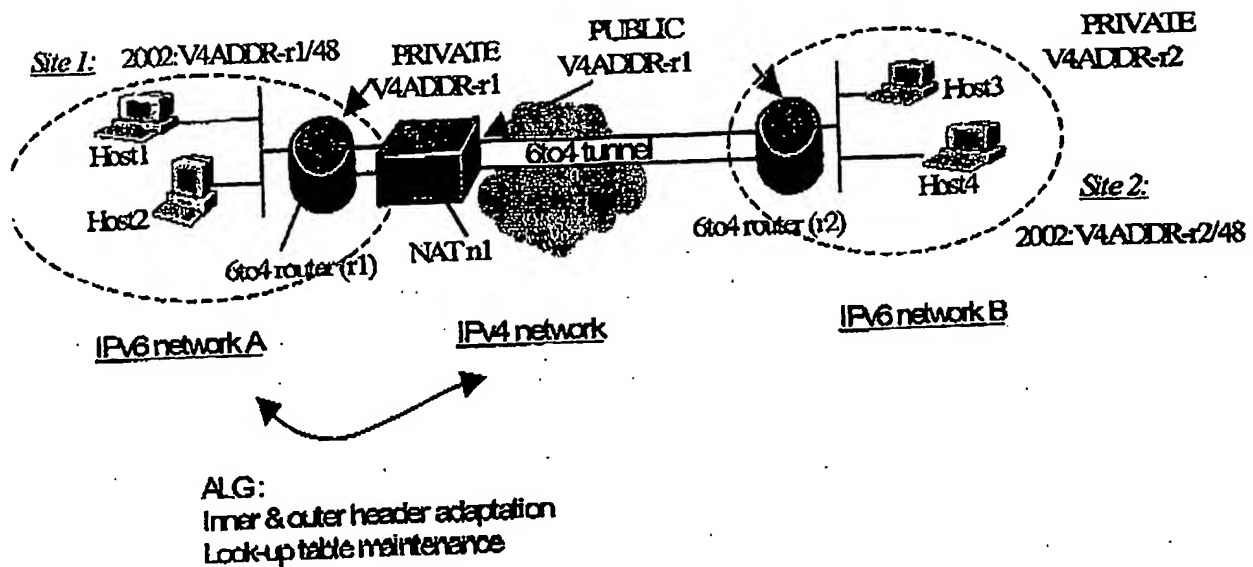 Site 1: 2002:V4ADDR-r1/48
PRIVATE
V4ADDR-r1
PUBLIC
V4ADDR-r1
PRIVATE
V4ADDR-r2
Host1
Host2
6to4 router (r1)
NAT n1
6to4 tunnel
6to4 router (r2)
Host3
Host4
Site 2:
2002:V4ADDR-r2/48
IPv6 network A
IPv4 network
IPv6 network B
ALG:
Inner & outer header adaptation
Look-up table maintenance